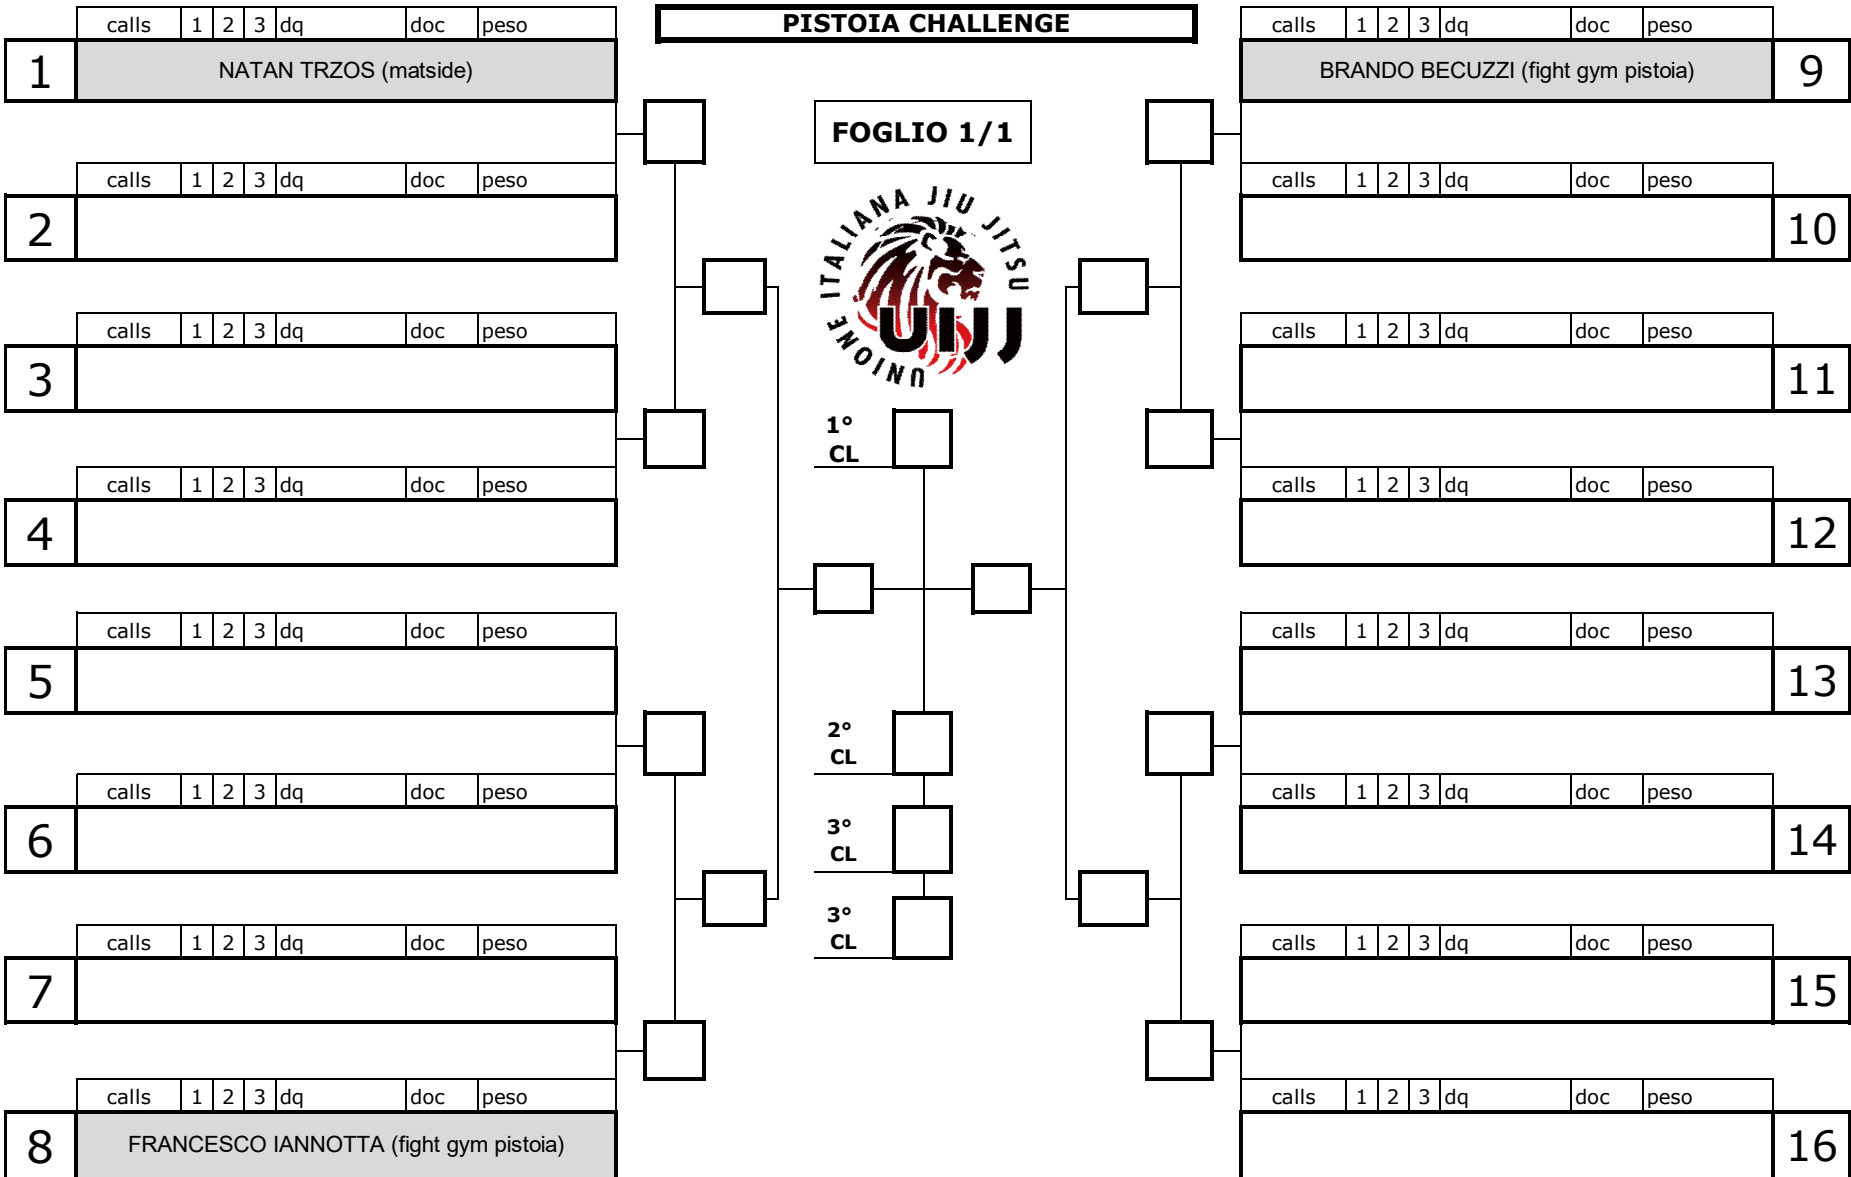 PISTOIA CHALLENGE
calls 1 2 3 dq doc peso
1 NATAN TRZOS (matside)
calls 1 2 3 dq doc peso
2
calls 1 2 3 dq doc peso
3
calls 1 2 3 dq doc peso
4
calls 1 2 3 dq doc peso
5
calls 1 2 3 dq doc peso
6
calls 1 2 3 dq doc peso
7
calls 1 2 3 dq doc peso
8 FRANCESCO IANNOTTA (fight gym pistoia)
FOGLIO 1/1
UNIONE ITALIANA JIU JITSU
UIJJ
1°
CL
2°
CL
3°
CL
3°
CL
calls 1 2 3 dq doc peso
BRANDO BECUZZI (fight gym pistoia) 9
calls 1 2 3 dq doc peso
10
calls 1 2 3 dq doc peso
11
calls 1 2 3 dq doc peso
12
calls 1 2 3 dq doc peso
13
calls 1 2 3 dq doc peso
14
calls 1 2 3 dq doc peso
15
calls 1 2 3 dq doc peso
16